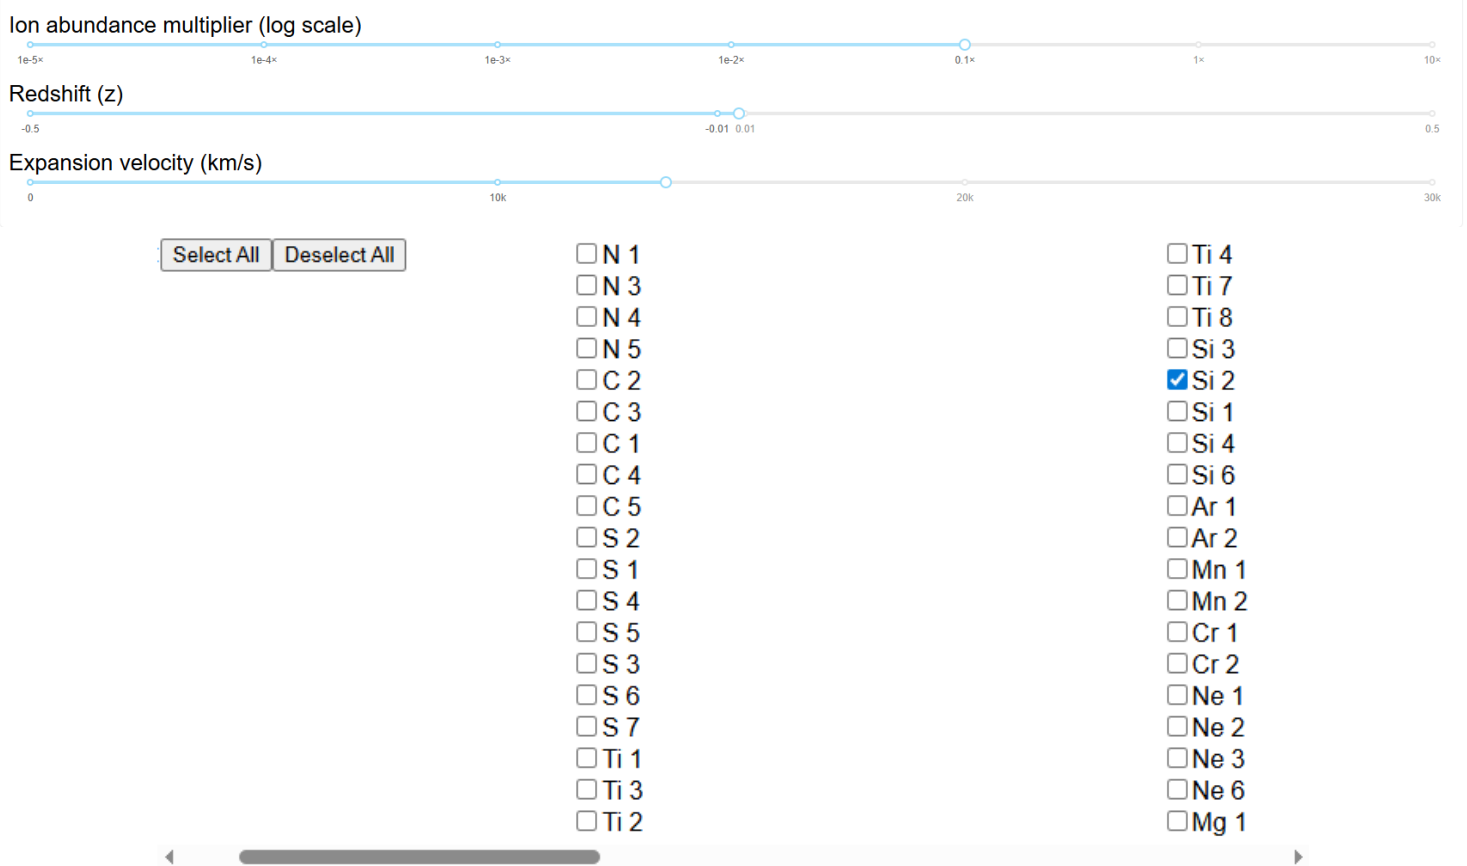 Ion abundance multiplier (log scale)
1e-5× 1e-4× 1e-3× 1e-2× 0.1× 1× 10×
Redshift (z)
-0.5 -0.01 0.01 0.5
Expansion velocity (km/s)
0 10k 20k 30k
Select All Deselect All
N 1
N 3
N 4
N 5
C 2
C 3
C 1
C 4
C 5
S 2
S 1
S 4
S 5
S 3
S 6
S 7
Ti 1
Ti 3
Ti 2
Ti 4
Ti 7
Ti 8
Si 3
Si 2
Si 1
Si 4
Si 6
Ar 1
Ar 2
Mn 1
Mn 2
Cr 1
Cr 2
Ne 1
Ne 2
Ne 3
Ne 6
Mg 1